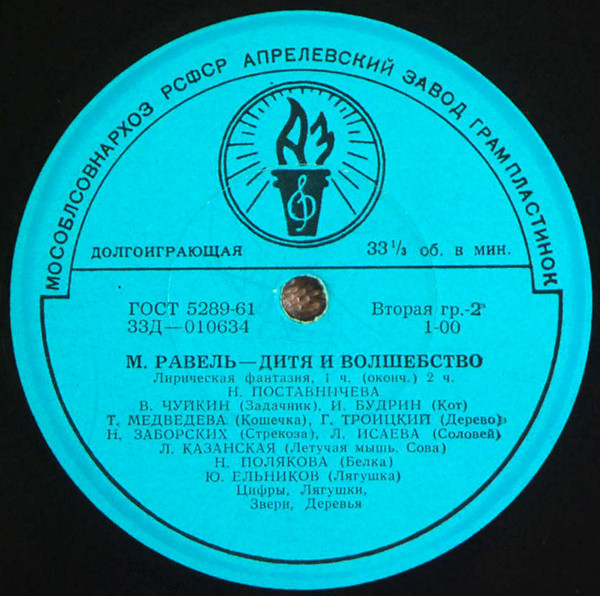 МОСОБЛСОВНАРХОЗ РСФСР АПРЕЛЕВСКИЙ ЗАВОД ГРАМПЛАСТИНОК
АЗ
ДОЛГОИГРАЮЩАЯ 33⅓ об. в мин.
ГОСТ 5289-61 Вторая гр.-2
33Д—010634 1-00
М. РАВЕЛЬ—ДИТЯ И ВОЛШЕБСТВО
Лирическая фантазия, 1 ч. (оконч.) 2 ч.
Н. ПОСТАВНИЧЕВА
В. ЧУЙКИН (Задачник), И. БУДРИН (Кот)
Т. МЕДВЕДЕВА (Кошечка), Г. ТРОИЦКИЙ (Дерево)
Н. ЗАБОРСКИХ (Стрекоза), Л. ИСАЕВА (Соловей)
Л. КАЗАНСКАЯ (Летучая мышь, Сова)
Н. ПОЛЯКОВА (Белка)
Ю. ЕЛЬНИКОВ (Лягушка)
Цифры, Лягушки,
Звери, Деревья